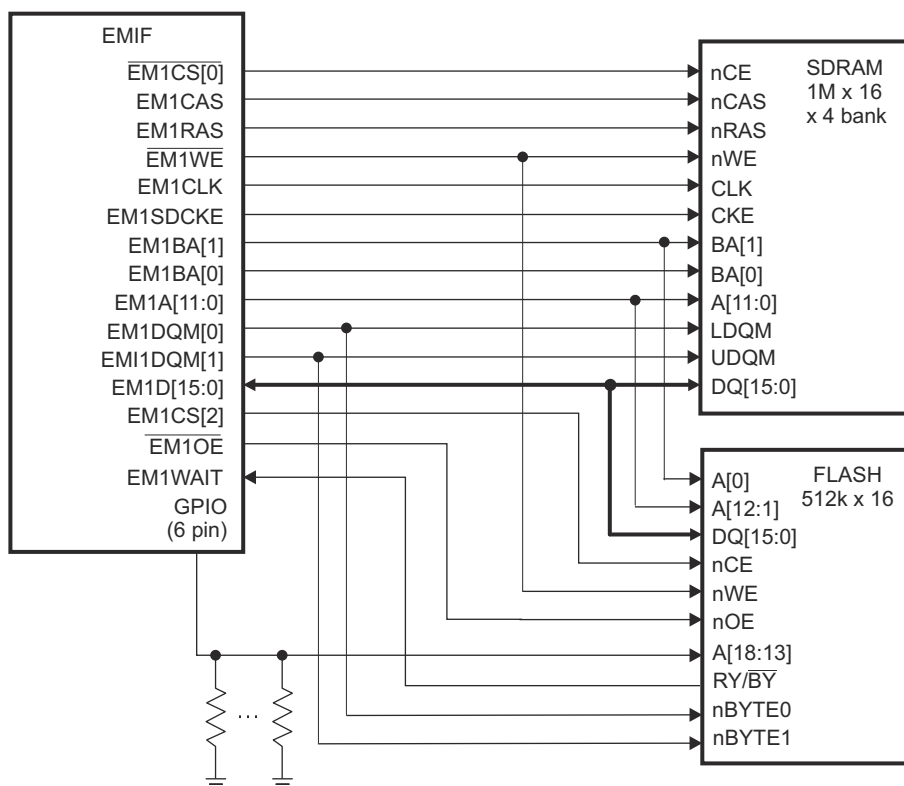 EMIF
EM1CS[0]
EM1CAS
EM1RAS
EM1WE
EM1CLK
EM1SDCKE
EM1BA[1]
EM1BA[0]
EM1A[11:0]
EM1DQM[0]
EMI1DQM[1]
EM1D[15:0]
EM1CS[2]
EM1OE
EM1WAIT
GPIO
(6 pin)
nCE
nCAS
nRAS
nWE
CLK
CKE
BA[1]
BA[0]
A[11:0]
LDQM
UDQM
DQ[15:0]
SDRAM
1M x 16
x 4 bank
A[0]
A[12:1]
DQ[15:0]
nCE
nWE
nOE
A[18:13]
RY/BY
nBYTE0
nBYTE1
FLASH
512k x 16
...